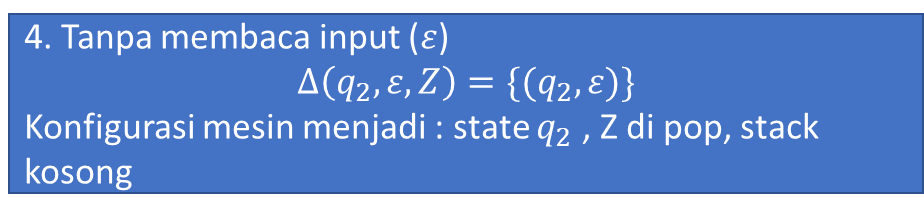 4. Tanpa membaca input (ε)
Δ(q₂, ε, Z) = {(q₂, ε)}
Konfigurasi mesin menjadi : state q₂ , Z di pop, stack
kosong